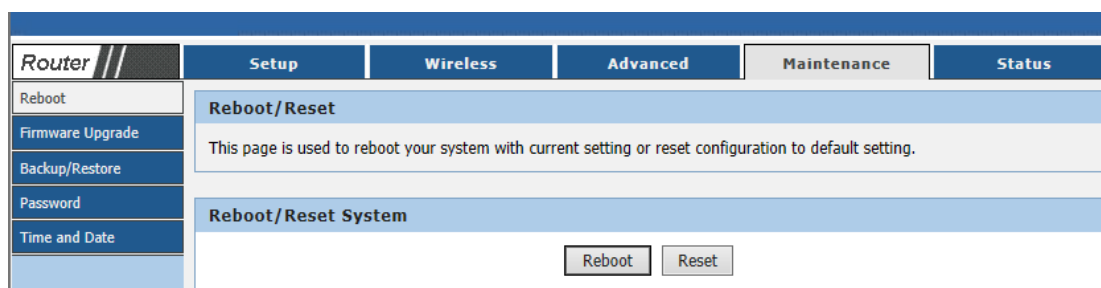 Router
Setup
Wireless
Advanced
Maintenance
Status
Reboot
Firmware Upgrade
Backup/Restore
Password
Time and Date
Reboot/Reset
This page is used to reboot your system with current setting or reset configuration to default setting.
Reboot/Reset System
Reboot
Reset